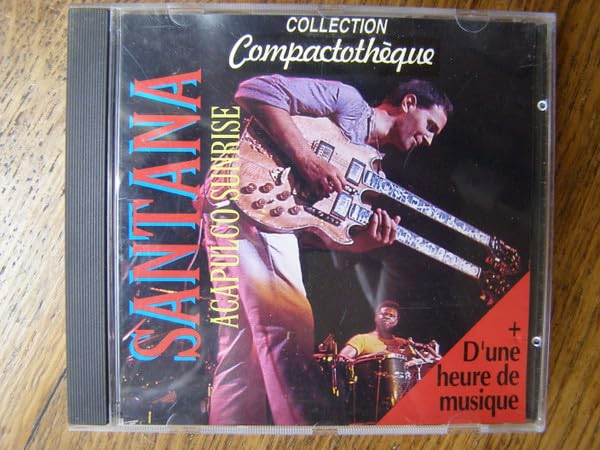 COLLECTION
Compactothèque
SANTANA
ACAPULCO SUNRISE
+
D'une
heure de
musique